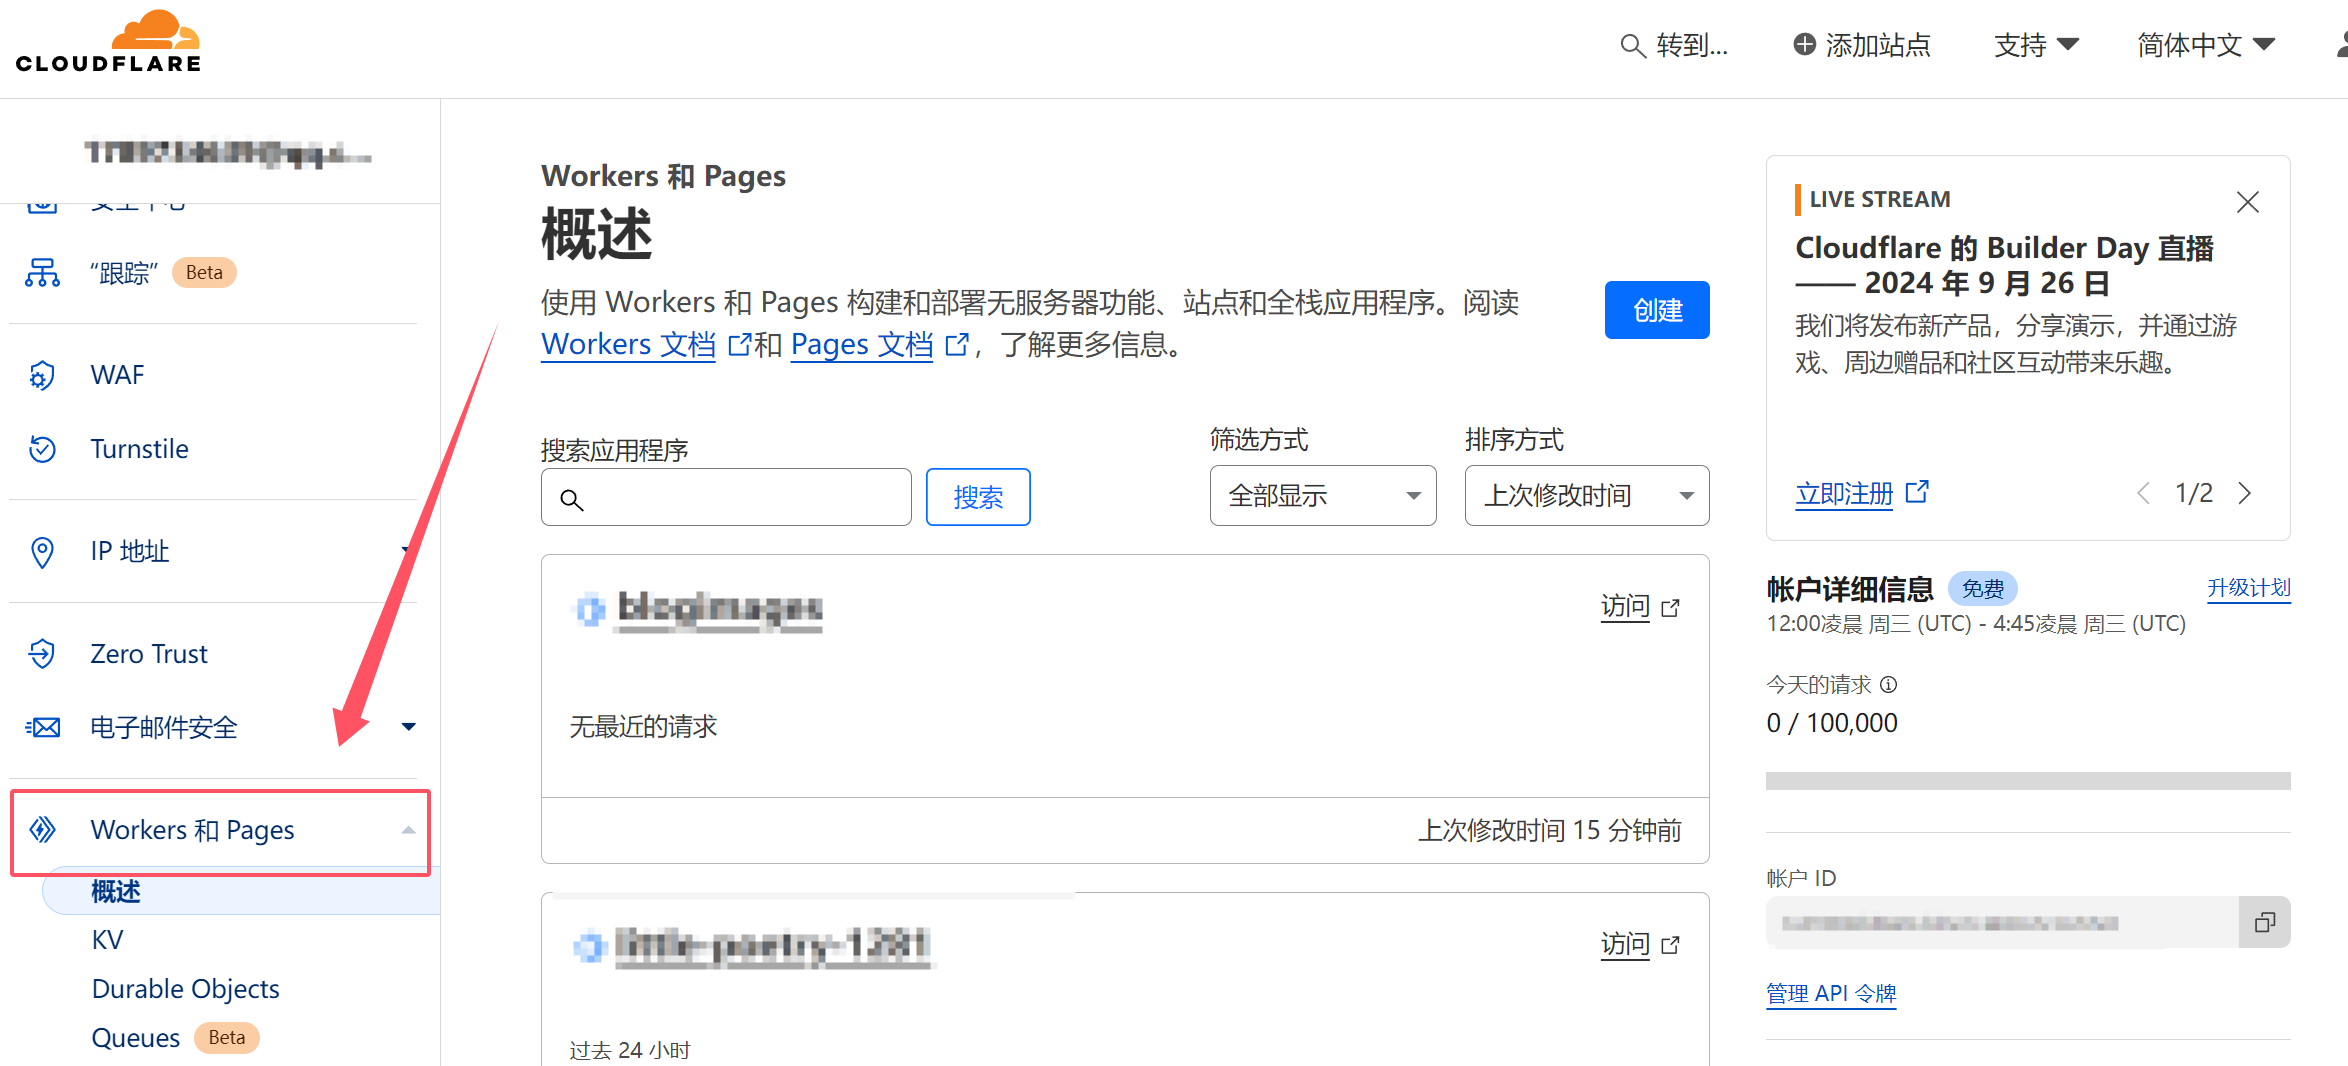 CLOUDFLARE
转到...
添加站点
支持
简体中文
“跟踪”
Beta
WAF
Turnstile
IP 地址
Zero Trust
电子邮件安全
Workers 和 Pages
概述
KV
Durable Objects
Queues
Beta
Workers 和 Pages
概述
使用 Workers 和 Pages 构建和部署无服务器功能、站点和全栈应用程序。阅读
Workers 文档 和 Pages 文档 ，了解更多信息。
创建
搜索应用程序
搜索
筛选方式
全部显示
排序方式
上次修改时间
访问
无最近的请求
上次修改时间 15 分钟前
访问
过去 24 小时
LIVE STREAM
Cloudflare 的 Builder Day 直播
—— 2024 年 9 月 26 日
我们将发布新产品，分享演示，并通过游
戏、周边赠品和社区互动带来乐趣。
立即注册
1/2
帐户详细信息
免费
升级计划
12:00凌晨 周三 (UTC) - 4:45凌晨 周三 (UTC)
今天的请求
0 / 100,000
帐户 ID
管理 API 令牌